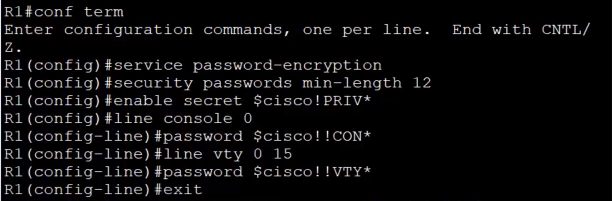 R1#conf term
Enter configuration commands, one per line.  End with CNTL/
Z.
R1(config)#service password-encryption
R1(config)#security passwords min-length 12
R1(config)#enable secret $cisco!PRIV*
R1(config)#line console 0
R1(config-line)#password $cisco!!CON*
R1(config-line)#line vty 0 15
R1(config-line)#password $cisco!!VTY*
R1(config-line)#exit